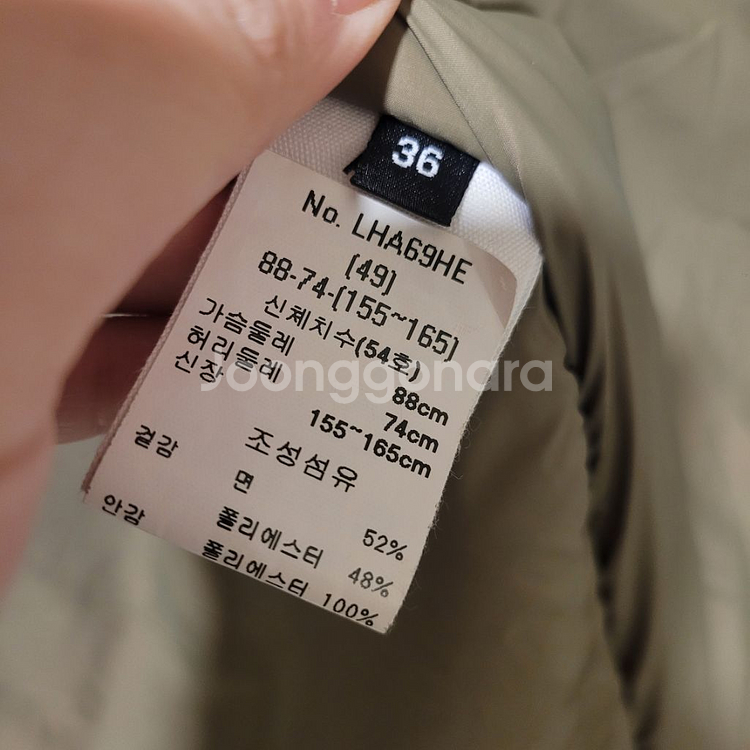 36
No. LHA69HE
(49)
88-74-(155~165)
신체치수(54호)
가슴둘레 88cm
허리둘레 74cm
신장 155~165cm
조성섬유
겉감 면 52%
폴리에스터 48%
안감 폴리에스터 100%
Joonggonara